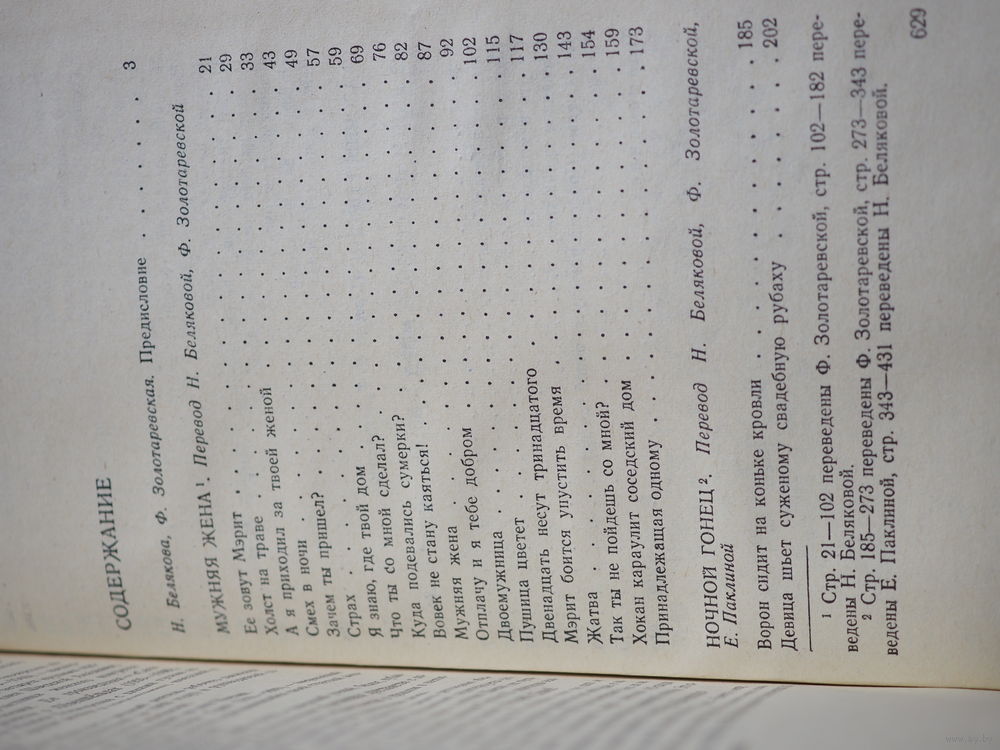 СОДЕРЖАНИЕ
Н. Белякова, Ф. Золотаревская. Предисловие . . . . . . 3
МУЖНЯЯ ЖЕНА ¹. Перевод Н. Беляковой, Ф. Золотаревской
Ее зовут Мэрит . . . . . . . . . . 21
Холст на траве . . . . . . . . . . 29
А я приходил за твоей женой . . . . . . . . . . 33
Смех в ночи . . . . . . . . . . 43
Зачем ты пришел? . . . . . . . . . . 49
Страх . . . . . . . . . . 57
Я знаю, где твой дом . . . . . . . . . . 59
Что ты со мной сделал? . . . . . . . . . . 69
Куда подевались сумерки? . . . . . . . . . . 76
Вовек не стану каяться! . . . . . . . . . . 82
Мужняя жена . . . . . . . . . . 87
Отплачу и я тебе добром . . . . . . . . . . 92
Двоемужница . . . . . . . . . . 102
Пушица цветет . . . . . . . . . . 115
Двенадцать несут тринадцатого . . . . . . . . . . 117
Мэрит боится упустить время . . . . . . . . . . 130
Жатва . . . . . . . . . . 143
Так ты не пойдешь со мной? . . . . . . . . . . 154
Хокан караулит соседский дом . . . . . . . . . . 159
Принадлежащая одному . . . . . . . . . . 173
НОЧНОЙ ГОНЕЦ ². Перевод Н. Беляковой, Ф. Золотаревской,
Е. Паклиной
Ворон сидит на коньке кровли . . . . . . . . . 185
Девица шьет суженому свадебную рубаху . . . . . . 202
¹ Стр. 21—102 переведены Ф. Золотаревской, стр. 102—182 пере-
ведены Н. Беляковой.
² Стр. 185—273 переведены Ф. Золотаревской, стр. 273—343 пере-
ведены Е. Паклиной, стр. 343—431 переведены Н. Беляковой.
629